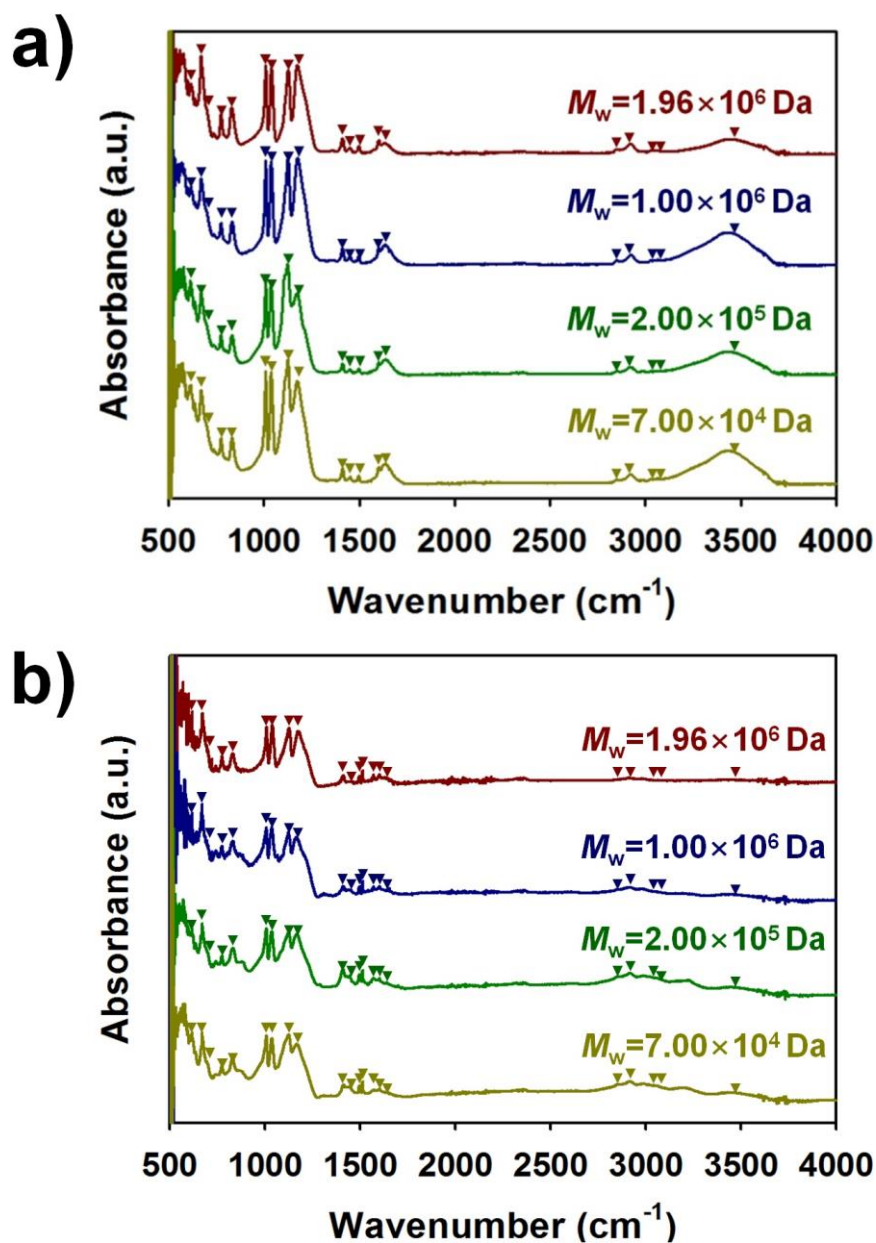 a)
Absorbance (a.u.)
Mw=1.96×10⁶ Da
Mw=1.00×10⁶ Da
Mw=2.00×10⁵ Da
Mw=7.00×10⁴ Da
500 1000 1500 2000 2500 3000 3500 4000
Wavenumber (cm⁻¹)
b)
Absorbance (a.u.)
Mw=1.96×10⁶ Da
Mw=1.00×10⁶ Da
Mw=2.00×10⁵ Da
Mw=7.00×10⁴ Da
500 1000 1500 2000 2500 3000 3500 4000
Wavenumber (cm⁻¹)